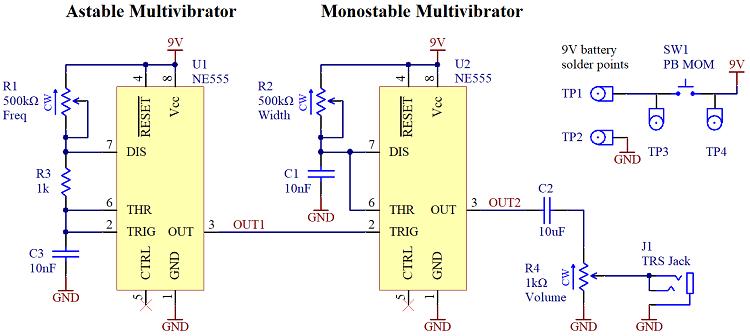 Astable Multivibrator
Monostable Multivibrator
9V
U1
NE555
R1
500kΩ
Freq
CW
4
8
RESET
Vcc
7
DIS
R3
1k
6
THR
2
TRIG
OUT
3
OUT1
C3
10nF
CTRL
GND
5
1
GND
GND
9V
U2
NE555
R2
500kΩ
Width
CW
4
8
RESET
Vcc
7
DIS
C1
10nF
GND
6
THR
2
TRIG
OUT
3
OUT2
CTRL
GND
5
1
GND
C2
10uF
R4
1kΩ
Volume
CW
GND
J1
TRS Jack
GND
9V battery
solder points
SW1
PB MOM
9V
TP1
TP2
GND
TP3
TP4